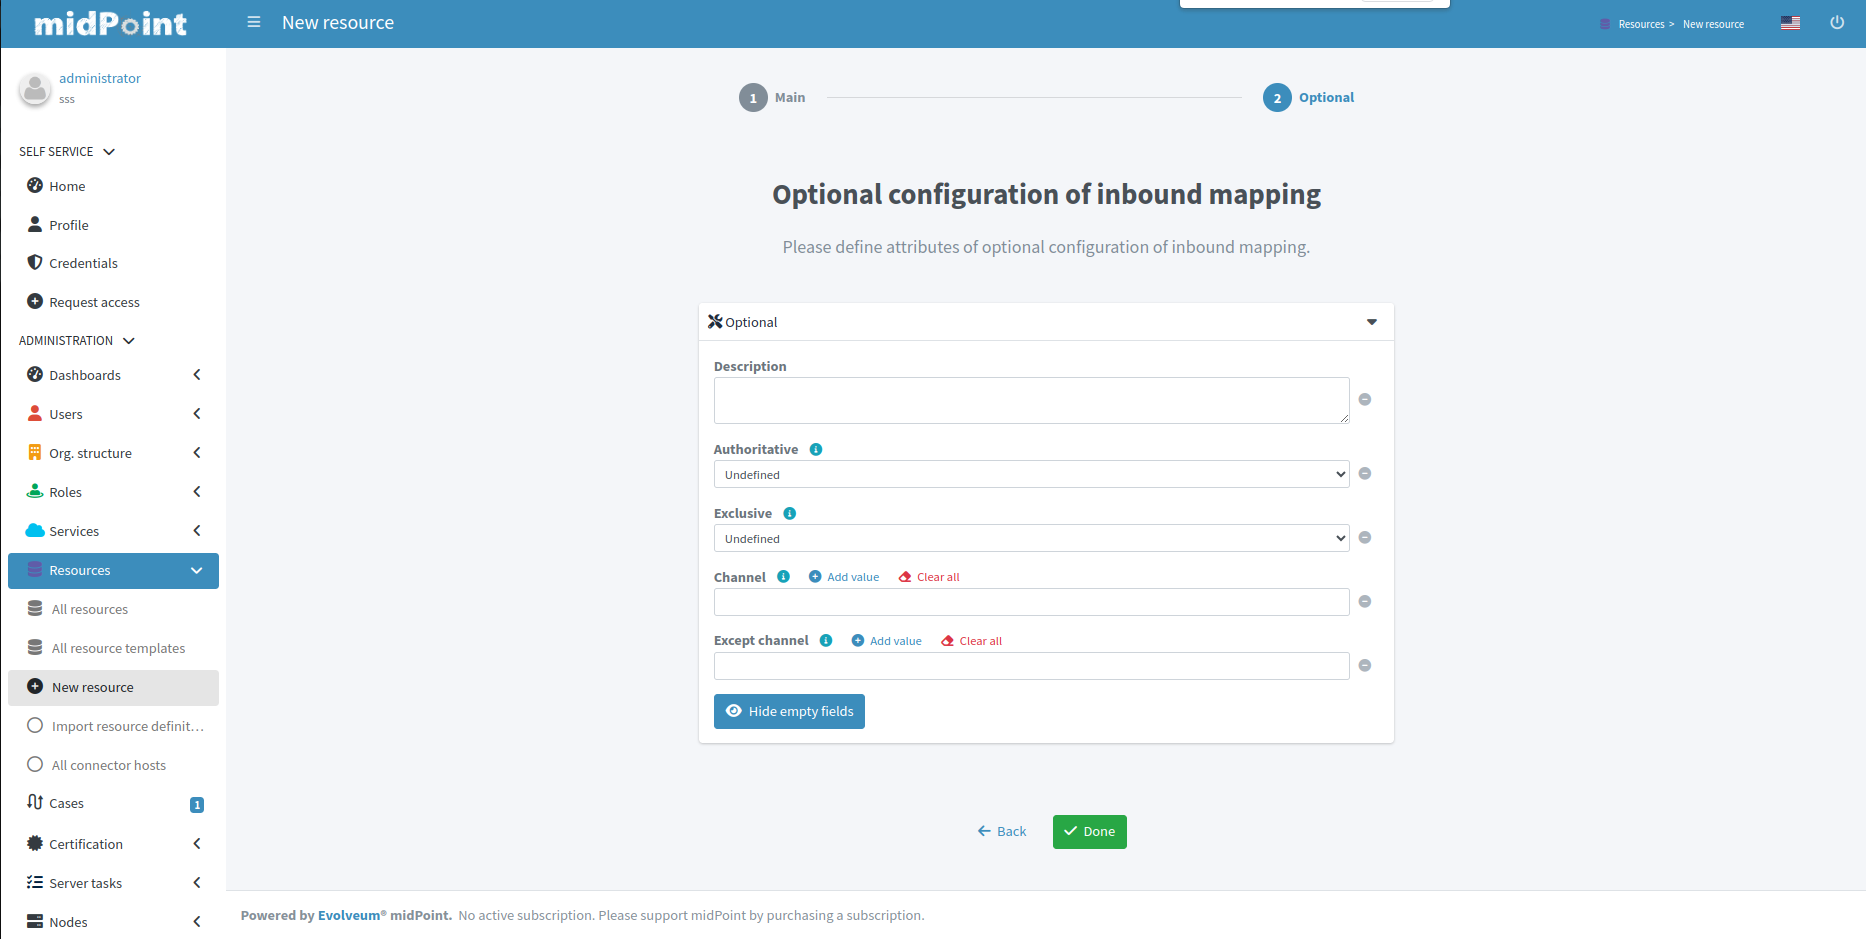 midPoint
New resource
Resources > New resource
administrator
sss
SELF SERVICE
Home
Profile
Credentials
Request access
ADMINISTRATION
Dashboards
Users
Org. structure
Roles
Services
Resources
All resources
All resource templates
New resource
Import resource definit...
All connector hosts
Cases 1
Certification
Server tasks
Nodes
1 Main
2 Optional
Optional configuration of inbound mapping
Please define attributes of optional configuration of inbound mapping.
Optional
Description
Authoritative
Undefined
Exclusive
Undefined
Channel Add value Clear all
Except channel Add value Clear all
Hide empty fields
Back Done
Powered by Evolveum® midPoint. No active subscription. Please support midPoint by purchasing a subscription.